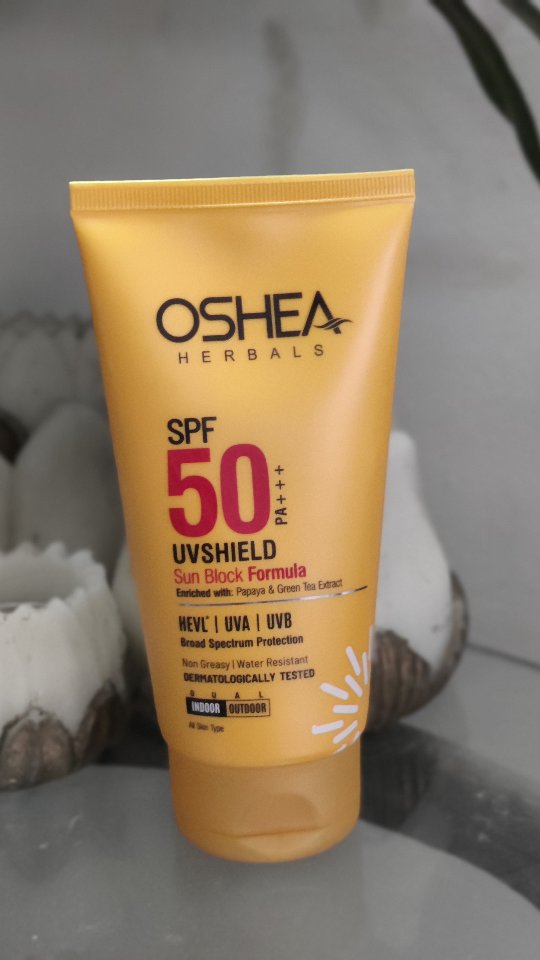 OSHEA
HERBALS
SPF
50
PA+++
UVSHIELD
Sun Block Formula
Enriched with: Papaya & Green Tea Extract
HEVL' | UVA | UVB
Broad Spectrum Protection
Non Greasy | Water Resistant
DERMATOLOGICALLY TESTED
DUAL
INDOOR OUTDOOR
All Skin Type